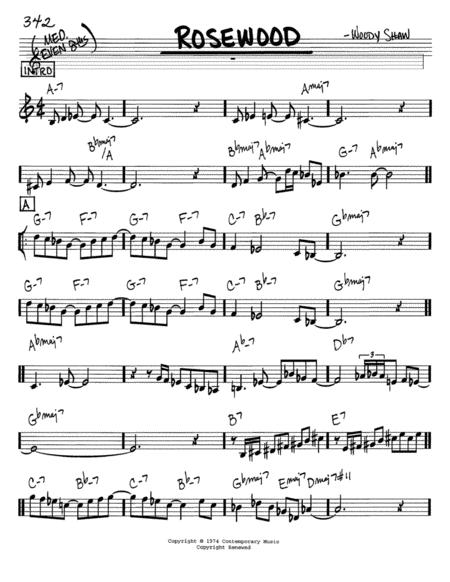 342
(MED. EVEN 8ths)
ROSEWOOD
-WOODY SHAW
INTRO
A-7 Amaj7
Bbmaj7/A Bbmaj7 Abmaj7 G-7 Abmaj7
A
G-7 F-7 G-7 F-7 C-7 Bb-7 Gbmaj7
G-7 F-7 G-7 F-7 C-7 Bb-7 Gbmaj7
Abmaj7 Ab-7 Db7
3
Gbmaj7 B7 E7
C-7 Bb-7 C-7 Bb-7 Gbmaj7 Emaj7 Dmaj7#11
Copyright © 1974 Contemporary Music
Copyright Renewed